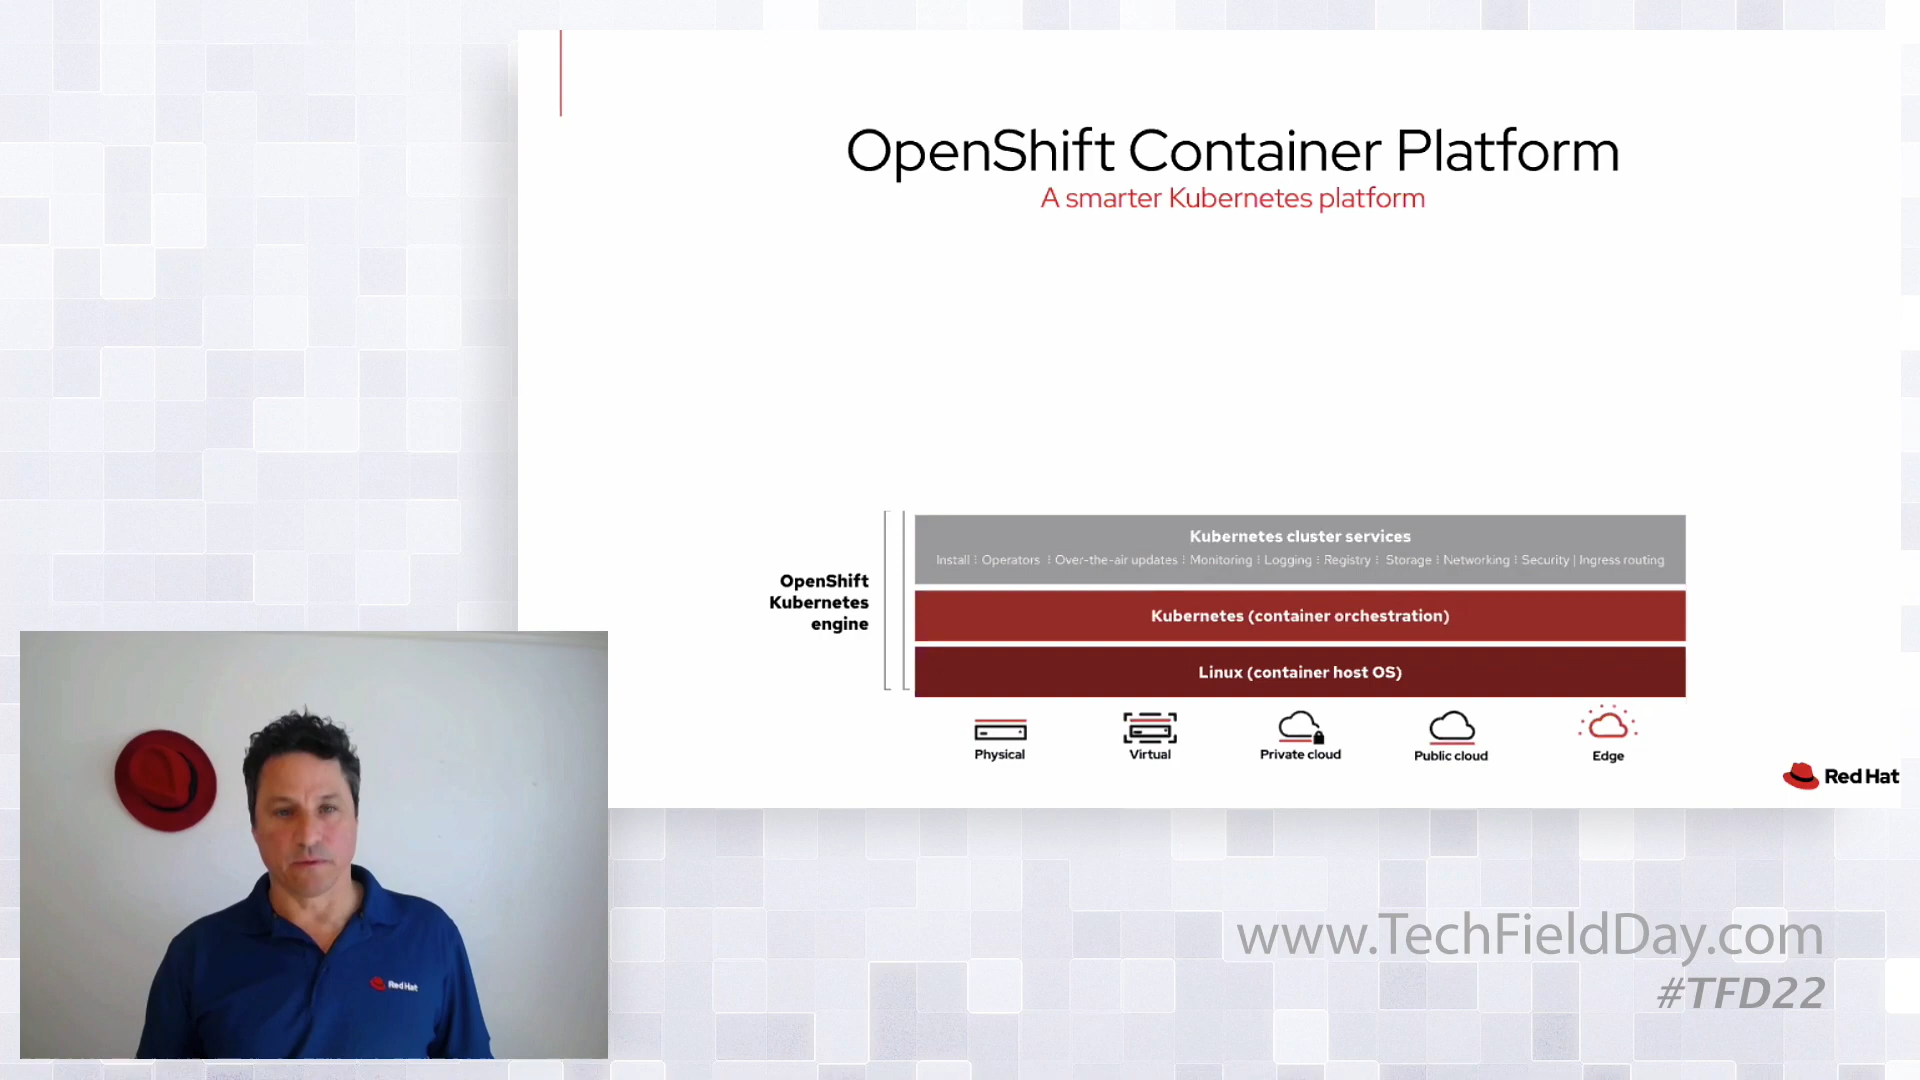 OpenShift Container Platform
A smarter Kubernetes platform
Kubernetes cluster services
Install ⁝ Operators ⁝ Over-the-air updates ⁝ Monitoring ⁝ Logging ⁝ Registry ⁝ Storage ⁝ Networking ⁝ Security | Ingress routing
OpenShift
Kubernetes
engine
Kubernetes (container orchestration)
Linux (container host OS)
Physical
Virtual
Private cloud
Public cloud
Edge
Red Hat
Red Hat
www.TechFieldDay.com
#TFD22